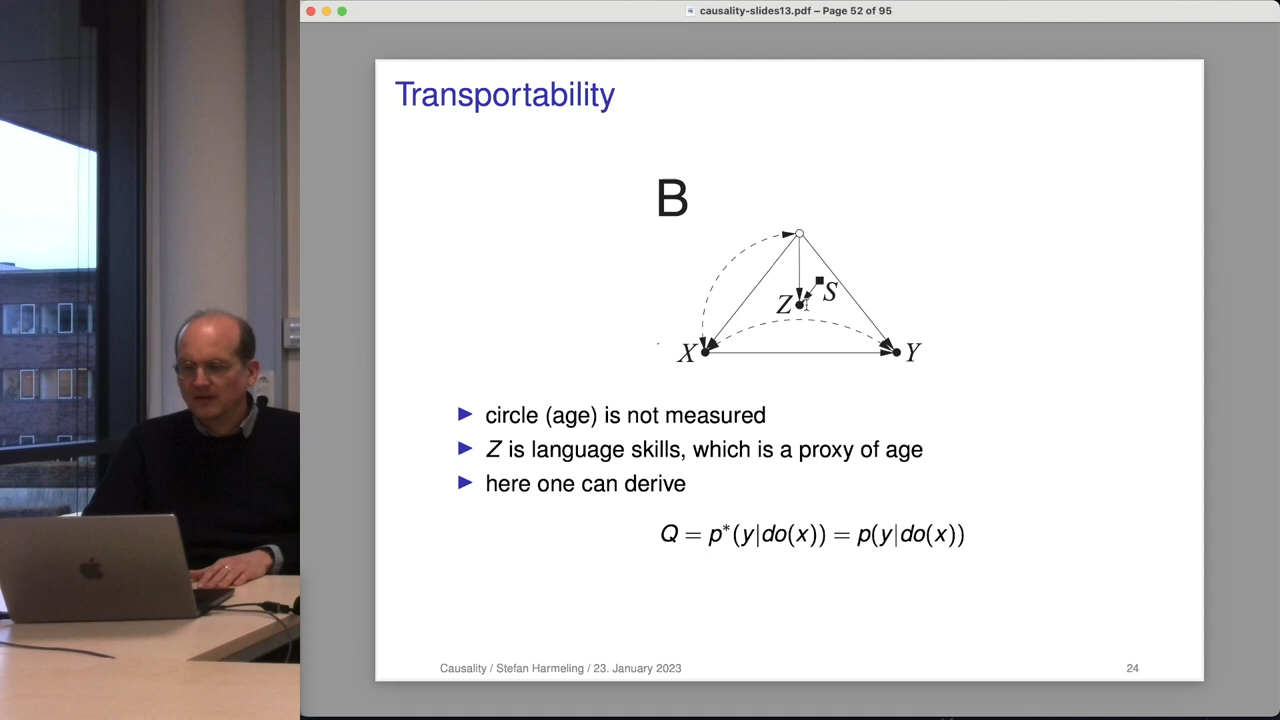 causality-slides13.pdf – Page 52 of 95
Transportability
B
S
Z
X
Y
▶ circle (age) is not measured
▶ Z is language skills, which is a proxy of age
▶ here one can derive
Q = p*(y|do(x)) = p(y|do(x))
Causality / Stefan Harmeling / 23. January 2023
24